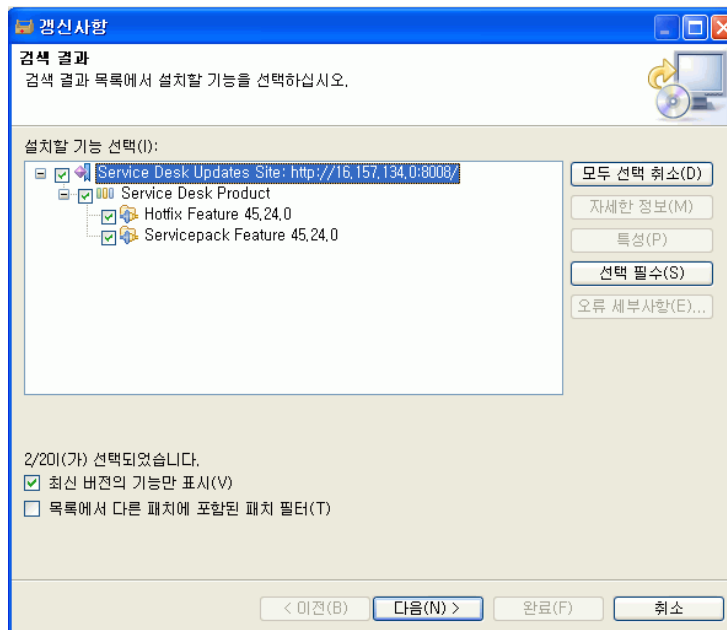 갱신사항
검색 결과
검색 결과 목록에서 설치할 기능을 선택하십시오.
설치할 기능 선택(I):
Service Desk Updates Site: http://16.157.134.0:8008/
Service Desk Product
Hotfix Feature 45.24.0
Servicepack Feature 45.24.0
모두 선택 취소(D)
자세한 정보(M)
특성(P)
선택 필수(S)
오류 세부사항(E)...
2/2이(가) 선택되었습니다.
최신 버전의 기능만 표시(V)
목록에서 다른 패치에 포함된 패치 필터(T)
< 이전(B)
다음(N) >
완료(F)
취소